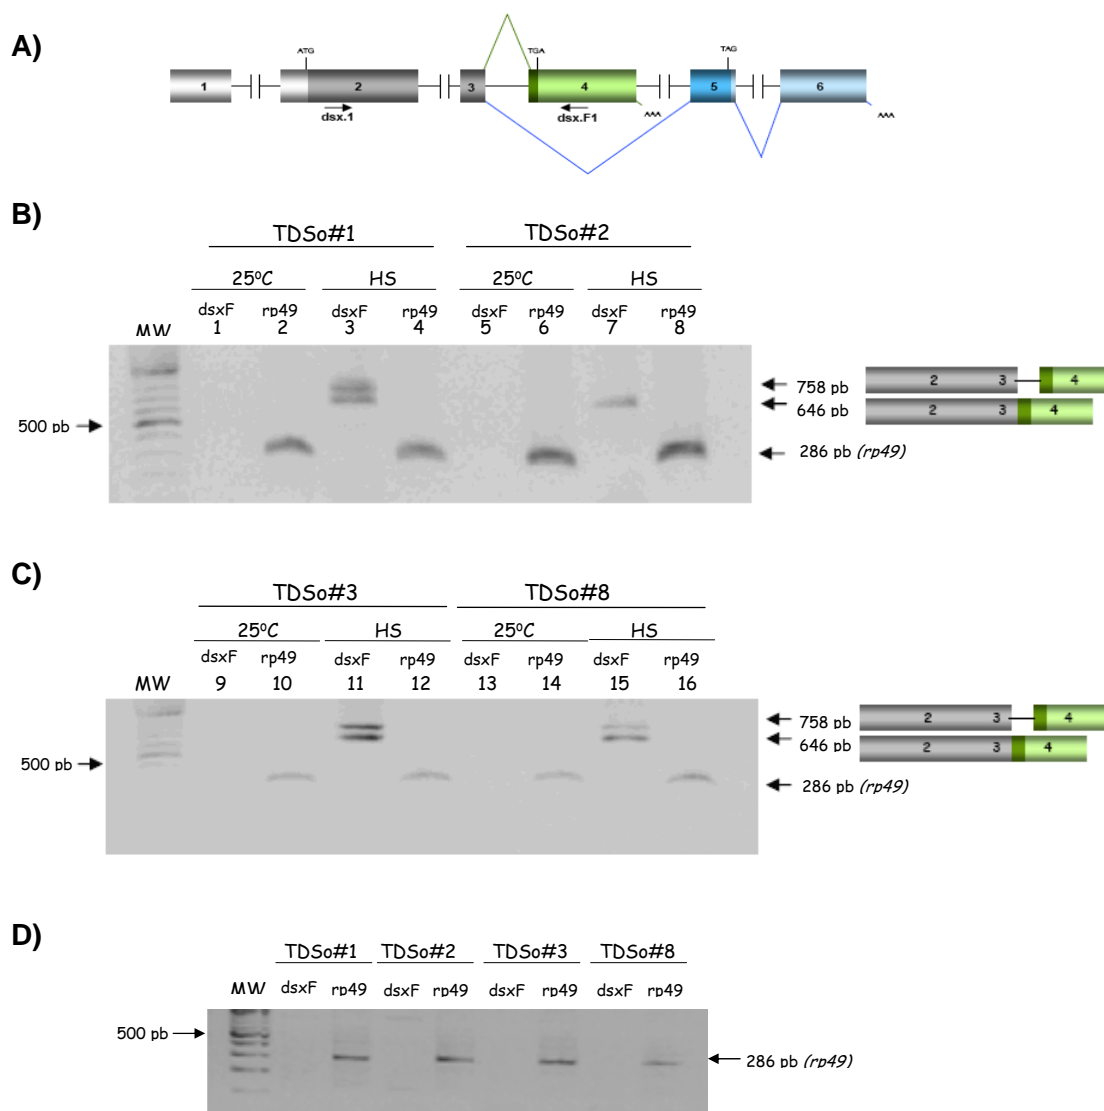 A)
ATG TGA TAG
1 2 3 4 5 6
dsx.1 dsx.F1 AAA AAA
B)
TDSo#1 TDSo#2
25ºC HS 25ºC HS
dsxF rp49 dsxF rp49 dsxF rp49 dsxF rp49
MW 1 2 3 4 5 6 7 8
758 pb 2 3 4
646 pb 2 3 4
500 pb
286 pb (rp49)
C)
TDSo#3 TDSo#8
25ºC HS 25ºC HS
dsxF rp49 dsxF rp49 dsxF rp49 dsxF rp49
MW 9 10 11 12 13 14 15 16
758 pb 2 3 4
646 pb 2 3 4
500 pb
286 pb (rp49)
D)
TDSo#1 TDSo#2 TDSo#3 TDSo#8
MW dsxF rp49 dsxF rp49 dsxF rp49 dsxF rp49
500 pb
286 pb (rp49)